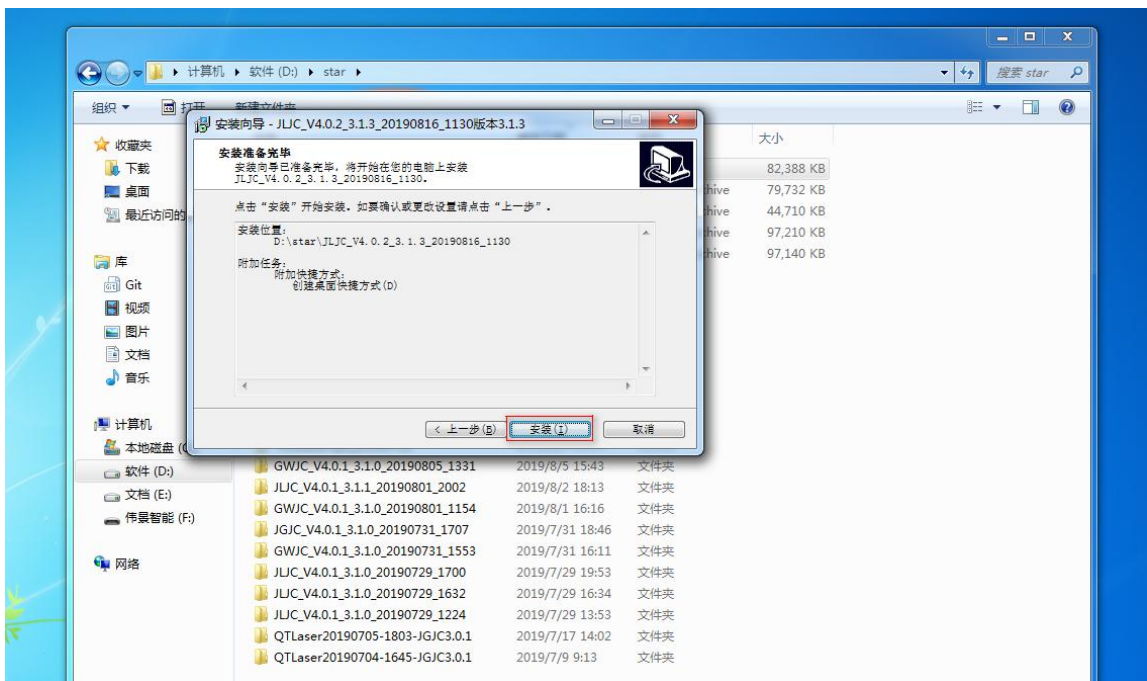 计算机 ▸ 软件 (D:) ▸ star ▸
搜索 star
组织
打开
新建文件夹
安装向导 - JLJC_V4.0.2_3.1.3_20190816_1130版本3.1.3
安装准备完毕
安装向导已准备完毕，将开始在您的电脑上安装
JLJC_V4.0.2_3.1.3_20190816_1130。
点击“安装”开始安装。如要确认或更改设置请点击“上一步”。
安装位置:
D:\star\JLJC_V4.0.2_3.1.3_20190816_1130
附加任务:
附加快捷方式:
创建桌面快捷方式(D)
< 上一步(B)
安装(I)
取消
收藏夹
下载
桌面
最近访问的
库
Git
视频
图片
文档
音乐
计算机
本地磁盘 (
软件 (D:)
文档 (E:)
伟景智能 (F:)
网络
大小
82,388 KB
hive 79,732 KB
hive 44,710 KB
hive 97,210 KB
hive 97,140 KB
GWJC_V4.0.1_3.1.0_20190805_1331 2019/8/5 15:43 文件夹
JLJC_V4.0.1_3.1.1_20190801_2002 2019/8/2 18:13 文件夹
GWJC_V4.0.1_3.1.0_20190801_1154 2019/8/1 16:16 文件夹
JGJC_V4.0.1_3.1.0_20190731_1707 2019/7/31 18:46 文件夹
GWJC_V4.0.1_3.1.0_20190731_1553 2019/7/31 16:11 文件夹
JLJC_V4.0.1_3.1.0_20190729_1700 2019/7/29 19:53 文件夹
JLJC_V4.0.1_3.1.0_20190729_1632 2019/7/29 16:34 文件夹
JLJC_V4.0.1_3.1.0_20190729_1224 2019/7/29 13:53 文件夹
QTLaser20190705-1803-JGJC3.0.1 2019/7/17 14:02 文件夹
QTLaser20190704-1645-JGJC3.0.1 2019/7/9 9:13 文件夹